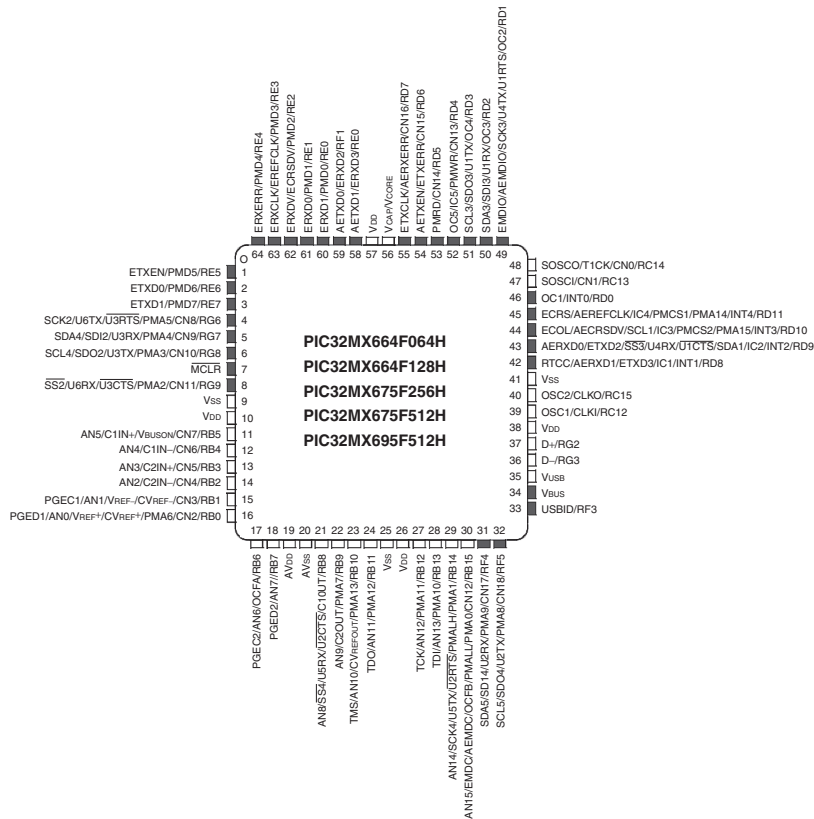 ERXERR/PMD4/RE4
ERXCLK/EREFCLK/PMD3/RE3
ERXDV/ECRSDV/PMD2/RE2
ERXD0/PMD1/RE1
ERXD1/PMD0/RE0
AETXD0/ERXD2/RF1
AETXD1/ERXD3/RE0
VDD
VCAP/VCORE
ETXCLK/AERXERR/CN16/RD7
AETXEN/ETXERR/CN15/RD6
PMRD/CN14/RD5
OC5/IC5/PMWR/CN13/RD4
SCL3/SDO3/U1TX/OC4/RD3
SDA3/SDI3/U1RX/OC3/RD2
EMDIO/AEMDIO/SCK3/U4TX/U1RTS/OC2/RD1
64 63 62 61 60 59 58 57 56 55 54 53 52 51 50 49
ETXEN/PMD5/RE5 1
ETXD0/PMD6/RE6 2
ETXD1/PMD7/RE7 3
SCK2/U6TX/U3RTS/PMA5/CN8/RG6 4
SDA4/SDI2/U3RX/PMA4/CN9/RG7 5
SCL4/SDO2/U3TX/PMA3/CN10/RG8 6
MCLR 7
SS2/U6RX/U3CTS/PMA2/CN11/RG9 8
VSS 9
VDD 10
AN5/C1IN+/VBUSON/CN7/RB5 11
AN4/C1IN–/CN6/RB4 12
AN3/C2IN+/CN5/RB3 13
AN2/C2IN–/CN4/RB2 14
PGEC1/AN1/VREF–/CVREF–/CN3/RB1 15
PGED1/AN0/VREF+/CVREF+/PMA6/CN2/RB0 16
PIC32MX664F064H
PIC32MX664F128H
PIC32MX675F256H
PIC32MX675F512H
PIC32MX695F512H
48 SOSCO/T1CK/CN0/RC14
47 SOSCI/CN1/RC13
46 OC1/INT0/RD0
45 ECRS/AEREFCLK/IC4/PMCS1/PMA14/INT4/RD11
44 ECOL/AECRSDV/SCL1/IC3/PMCS2/PMA15/INT3/RD10
43 AERXD0/ETXD2/SS3/U4RX/U1CTS/SDA1/IC2/INT2/RD9
42 RTCC/AERXD1/ETXD3/IC1/INT1/RD8
41 VSS
40 OSC2/CLKO/RC15
39 OSC1/CLKI/RC12
38 VDD
37 D+/RG2
36 D–/RG3
35 VUSB
34 VBUS
33 USBID/RF3
17 18 19 20 21 22 23 24 25 26 27 28 29 30 31 32
PGEC2/AN6/OCFA/RB6
PGED2/AN7//RB7
AVDD
AVSS
AN8/SS4/U5RX/U2CTS/C1OUT/RB8
AN9/C2OUT/PMA7/RB9
TMS/AN10/CVREFOUT/PMA13/RB10
TDO/AN11/PMA12/RB11
VSS
VDD
TCK/AN12/PMA11/RB12
TDI/AN13/PMA10/RB13
AN14/SCK4/U5TX/U2RTS/PMALH/PMA1/RB14
AN15/EMDC/AEMDC/OCFB/PMALL/PMA0/CN12/RB15
SDA5/SD14/U2RX/PMA9/CN17/RF4
SCL5/SDO4/U2TX/PMA8/CN18/RF5